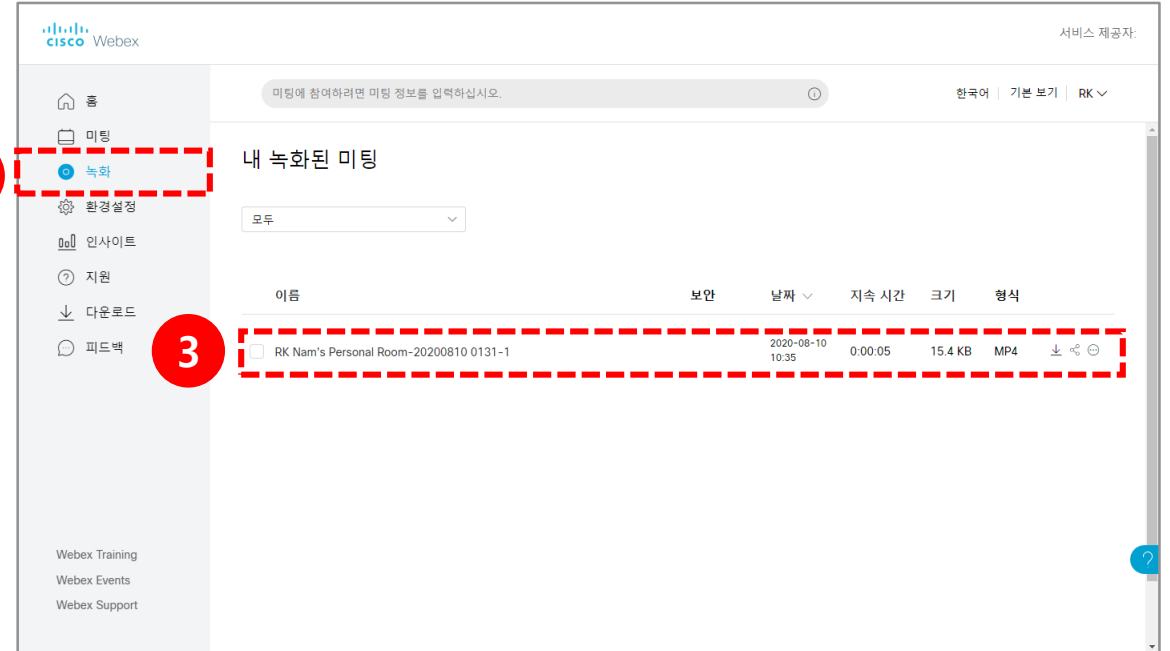 CISCO Webex
서비스 제공자:
미팅에 참여하려면 미팅 정보를 입력하십시오.
한국어 기본 보기 RK
홈
미팅
녹화
환경설정
인사이트
지원
다운로드
피드백
내 녹화된 미팅
모두
이름 보안 날짜 지속 시간 크기 형식
3
RK Nam's Personal Room-20200810 0131-1 2020-08-10 0:00:05 15.4 KB MP4
10:35
Webex Training
Webex Events
Webex Support
?